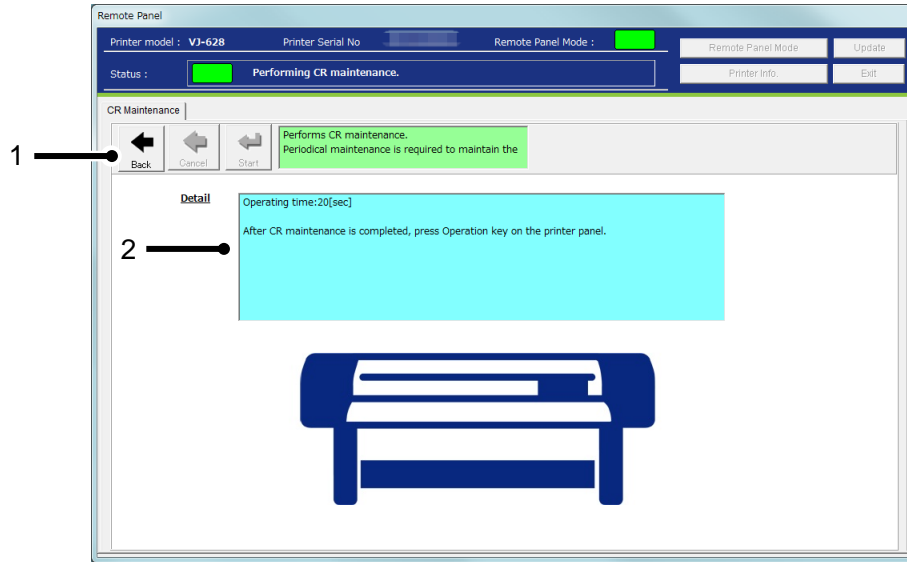 Remote Panel
Printer model : VJ-628 Printer Serial No Remote Panel Mode :
Remote Panel Mode Update
Status : Performing CR maintenance.
Printer Info. Exit
CR Maintenance
1
Back Cancel Start
Performs CR maintenance.
Periodical maintenance is required to maintain the
Detail
Operating time:20[sec]
After CR maintenance is completed, press Operation key on the printer panel.
2